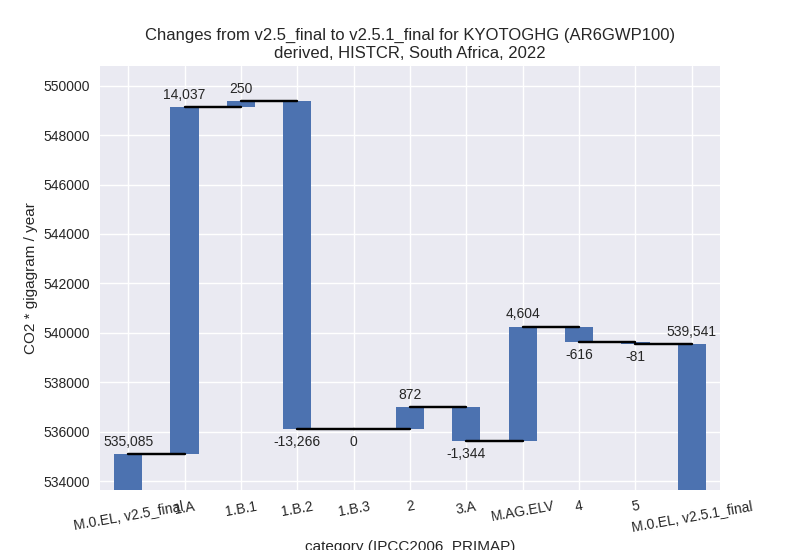 Changes from v2.5_final to v2.5.1_final for KYOTOGHG (AR6GWP100)
derived, HISTCR, South Africa, 2022
CO2 * gigagram / year
550000
548000
546000
544000
542000
540000
538000
536000
534000
535,085
14,037
250
-13,266
0
872
-1,344
4,604
-616
-81
539,541
M.0.EL, v2.5_final
1.A
1.B.1
1.B.2
1.B.3
2
3.A
M.AG.ELV
4
5
M.0.EL, v2.5.1_final
category (IPCC2006_PRIMAP)